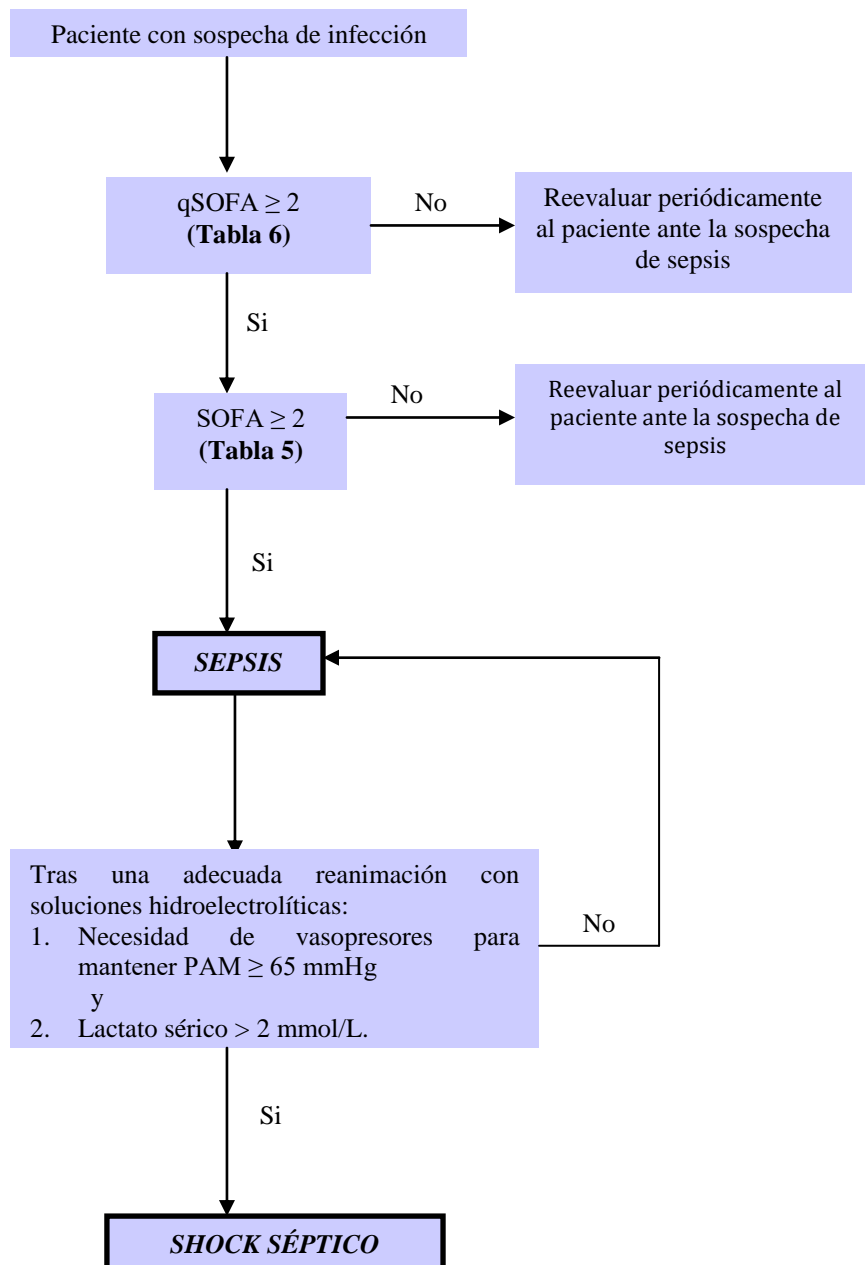 Paciente con sospecha de infección
qSOFA ≥ 2
(Tabla 6)
No
Reevaluar periódicamente
al paciente ante la sospecha
de sepsis
Si
SOFA ≥ 2
(Tabla 5)
No
Reevaluar periódicamente al
paciente ante la sospecha de
sepsis
Si
SEPSIS
Tras una adecuada reanimación con
soluciones hidroelectrolíticas:
1. Necesidad de vasopresores para
mantener PAM ≥ 65 mmHg
y
2. Lactato sérico > 2 mmol/L.
No
Si
SHOCK SÉPTICO